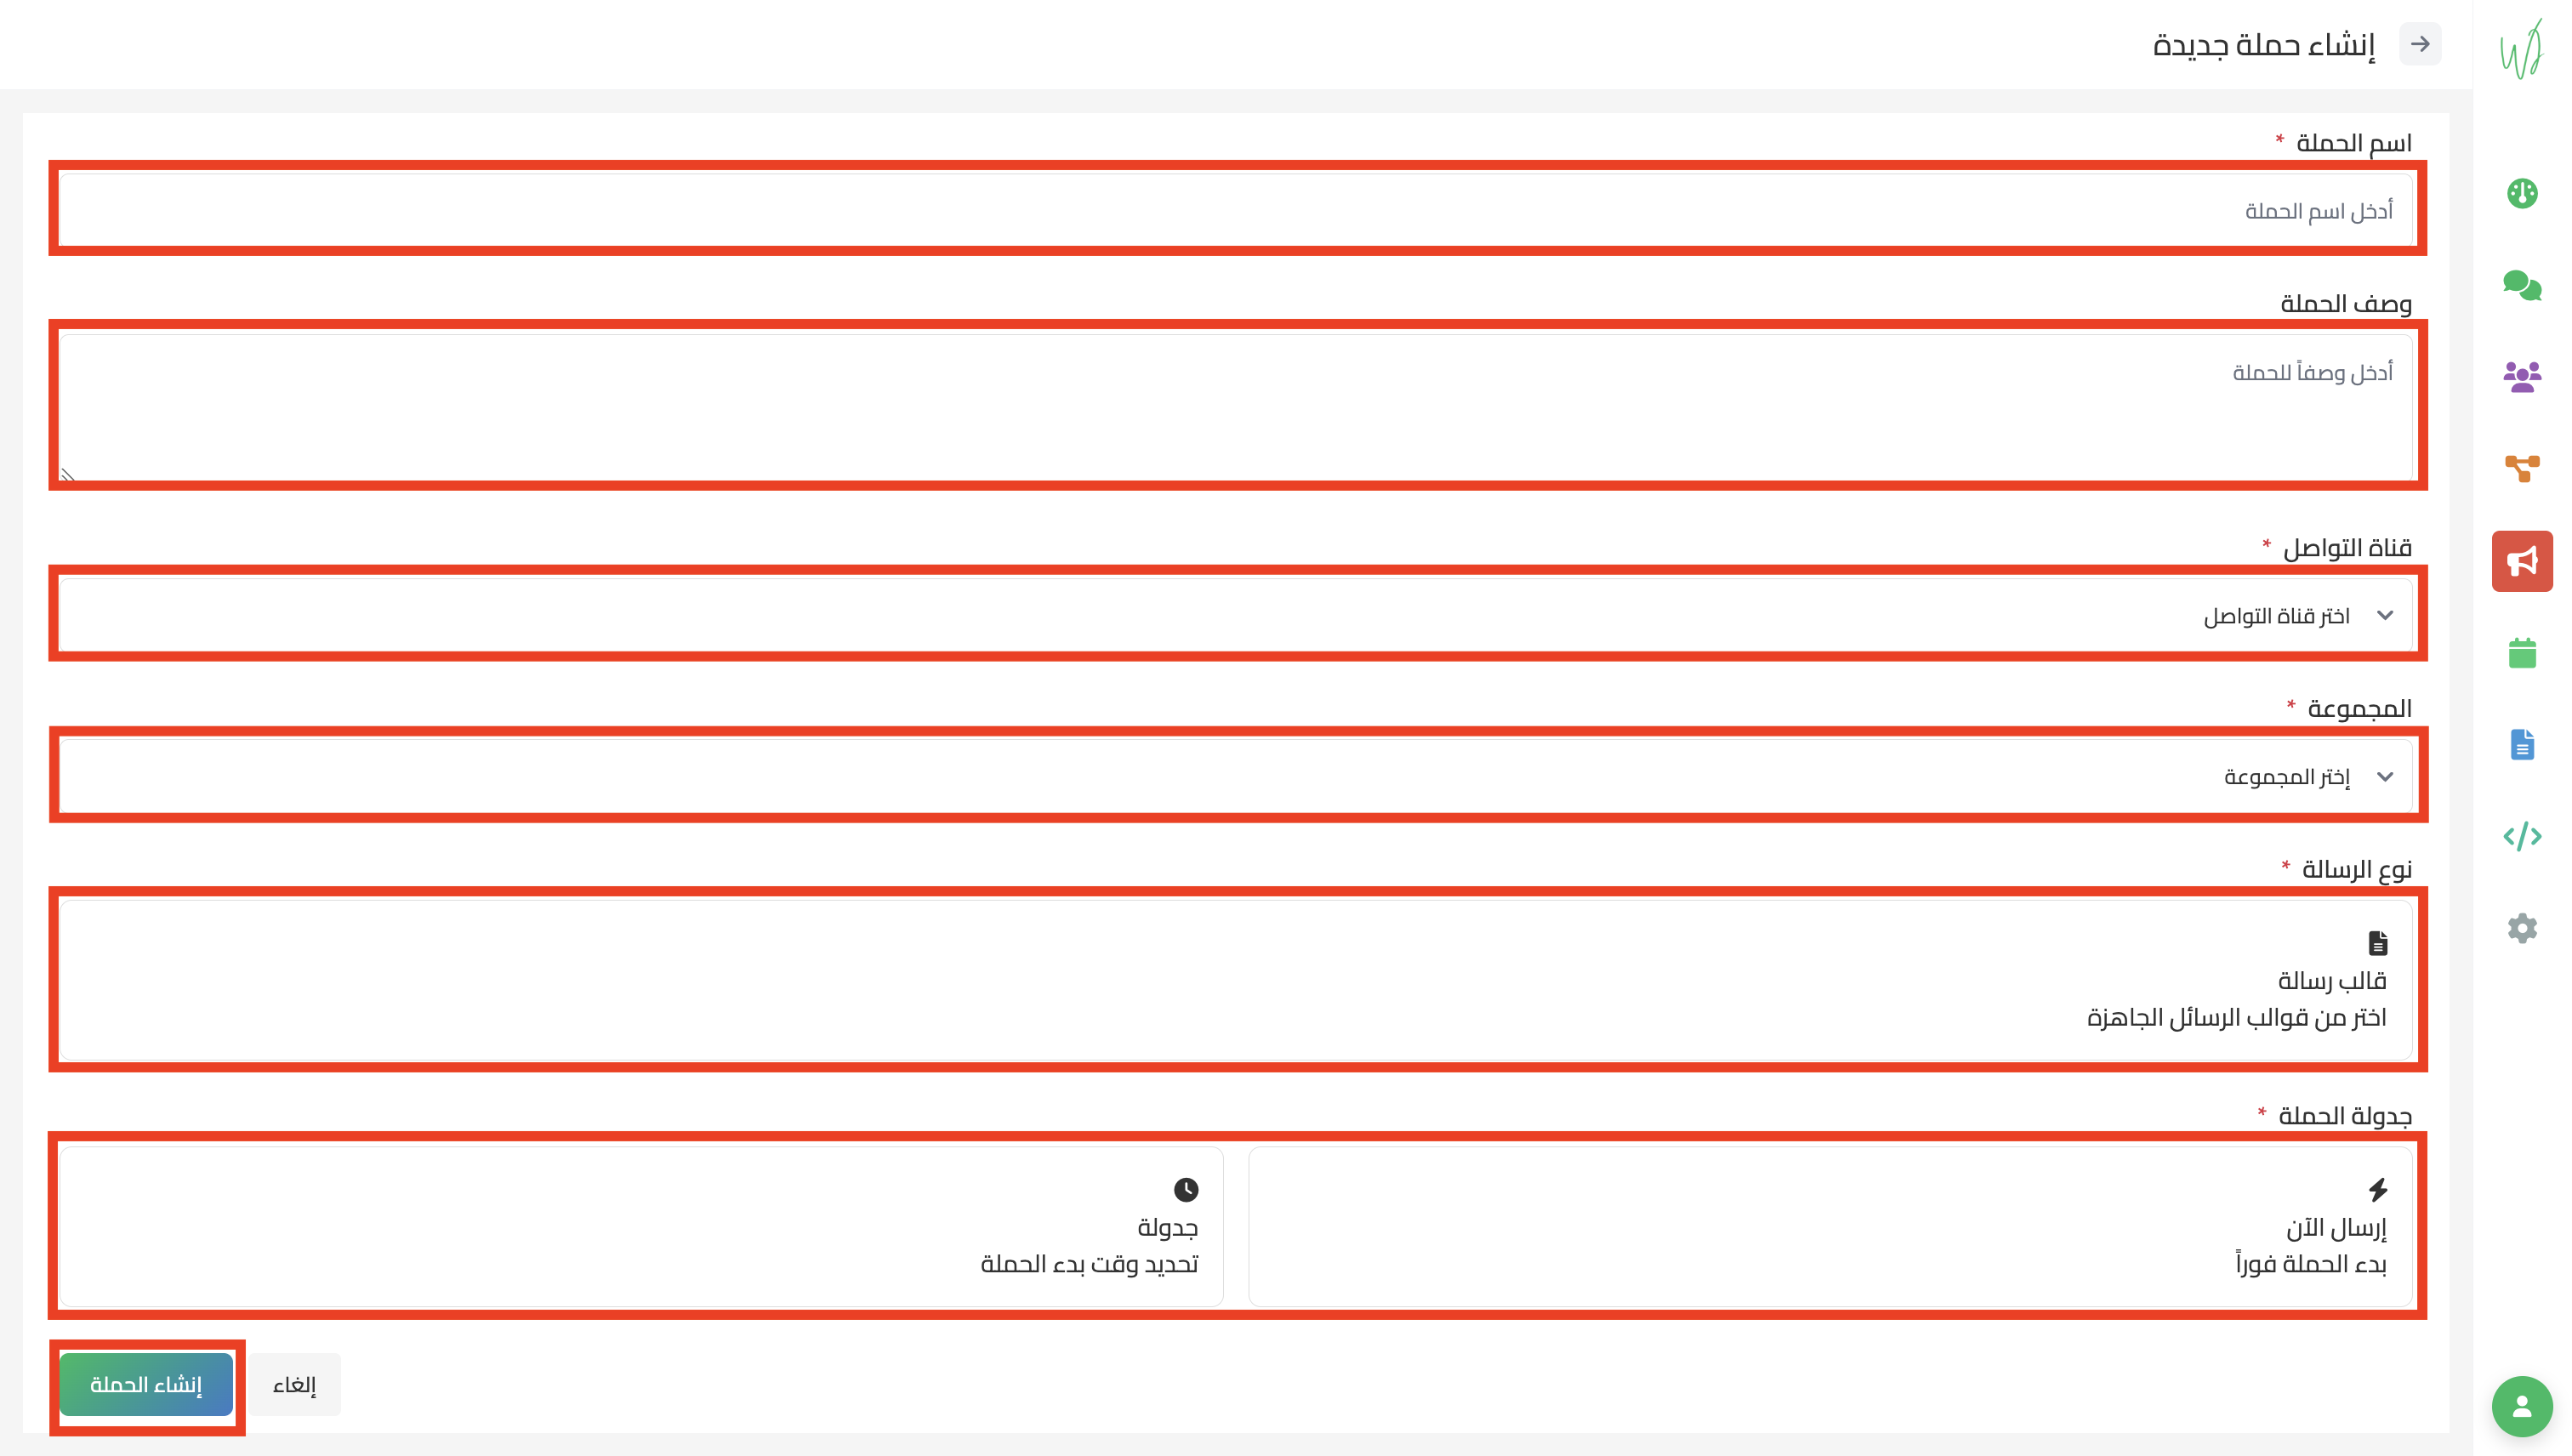 إنشاء حملة جديدة
اسم الحملة *
أدخل اسم الحملة
وصف الحملة
أدخل وصفاً للحملة
قناة التواصل *
اختر قناة التواصل
المجموعة *
إختر المجموعة
نوع الرسالة *
قالب رسالة
اختر من قوالب الرسائل الجاهزة
جدولة الحملة *
إرسال الآن
بدء الحملة فوراً
جدولة
تحديد وقت بدء الحملة
إلغاء
إنشاء الحملة